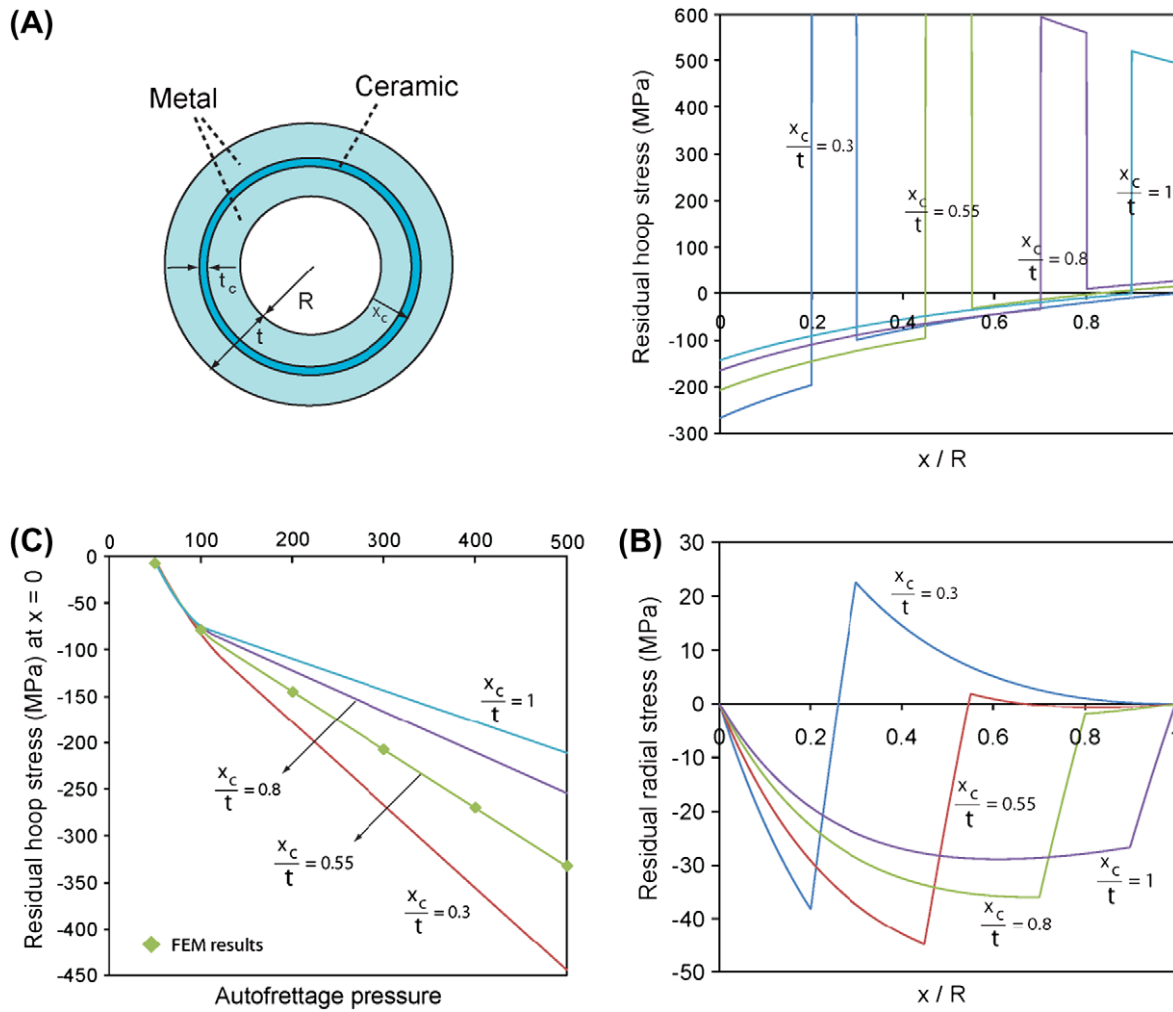 (A)
Metal
Ceramic
t_c
R
x_c
t
Residual hoop stress (MPa)
600
500
400
300
200
100
0
-100
-200
-300
0.2
0.4
0.6
0.8
x_c/t = 0.3
x_c/t = 0.55
x_c/t = 0.8
x_c/t = 1
x / R
(C)
0
100
200
300
400
500
Residual hoop stress (MPa) at x = 0
0
-50
-100
-150
-200
-250
-300
-350
-400
-450
x_c/t = 1
x_c/t = 0.8
x_c/t = 0.55
x_c/t = 0.3
FEM results
Autofrettage pressure
(B)
Residual radial stress (MPa)
30
20
10
0
-10
-20
-30
-40
-50
0
0.2
0.4
0.6
0.8
1
x_c/t = 0.3
x_c/t = 0.55
x_c/t = 1
x_c/t = 0.8
x / R